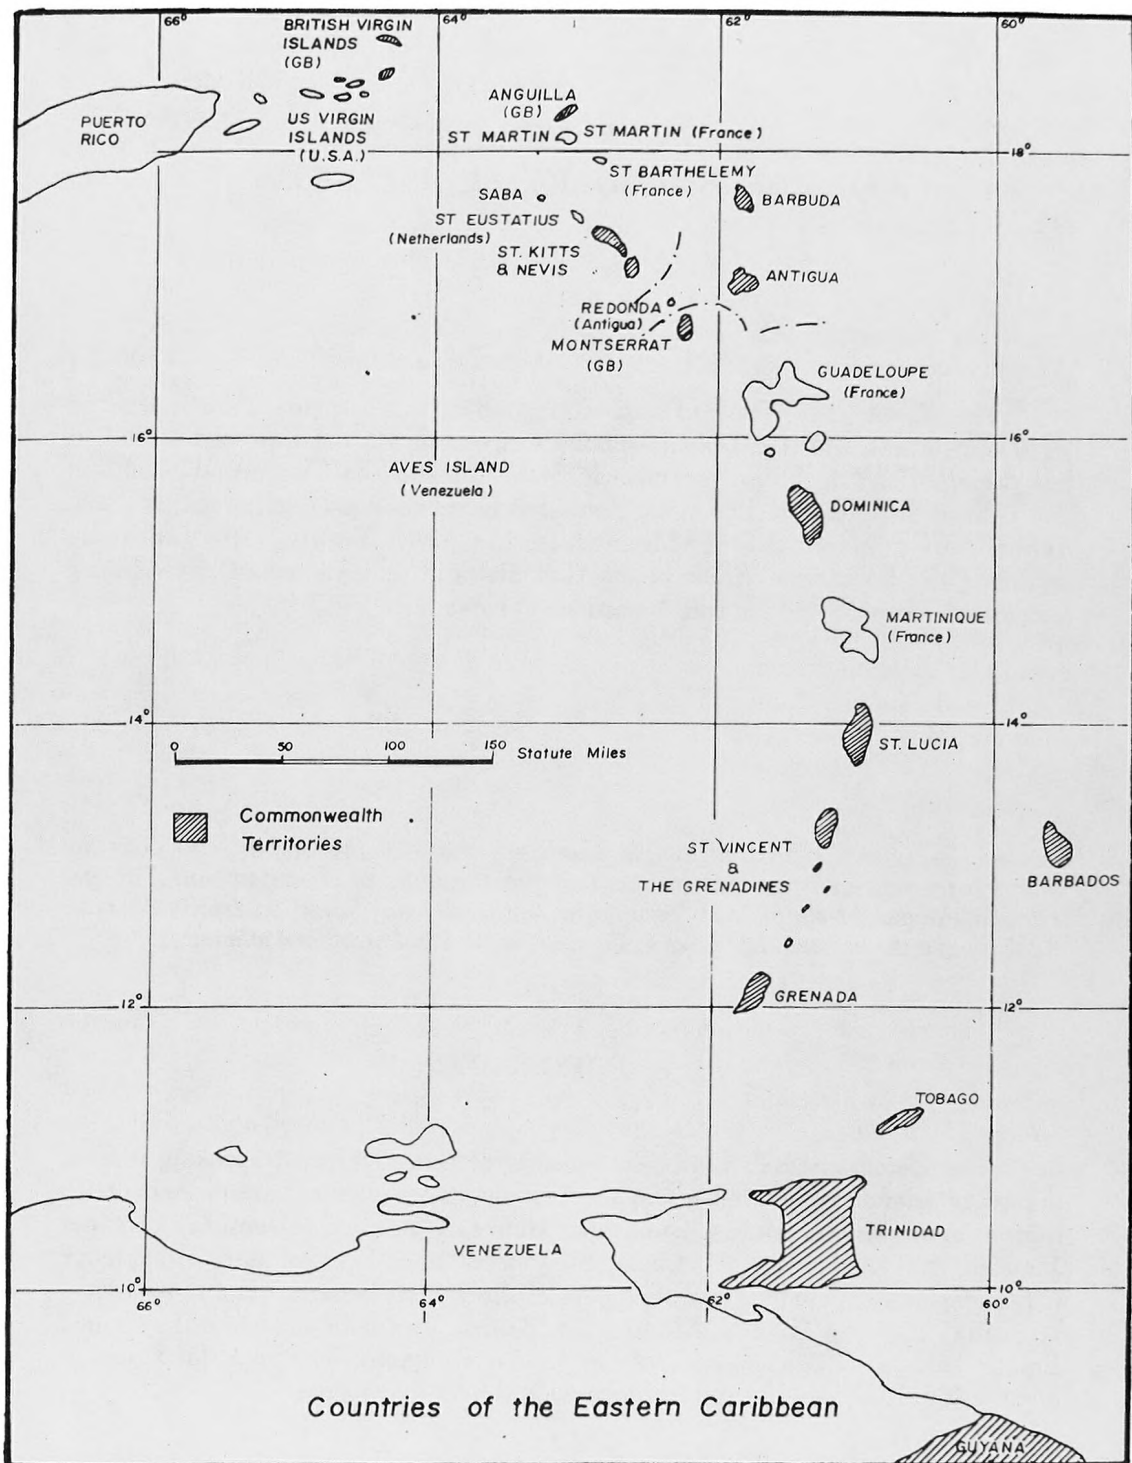 66°
64°
62°
60°
BRITISH VIRGIN
ISLANDS
(GB)
PUERTO
RICO
US VIRGIN
ISLANDS
(U.S.A.)
ANGUILLA
(GB)
ST MARTIN
ST MARTIN (France)
18°
ST BARTHELEMY
(France)
SABA
BARBUDA
ST EUSTATIUS
(Netherlands)
ST. KITTS
& NEVIS
ANTIGUA
REDONDA
(Antigua)
MONTSERRAT
(GB)
GUADELOUPE
(France)
16°
16°
AVES ISLAND
(Venezuela)
DOMINICA
MARTINIQUE
(France)
14°
14°
ST. LUCIA
0 50 100 150 Statute Miles
Commonwealth
Territories
ST VINCENT
&
THE GRENADINES
BARBADOS
12°
12°
GRENADA
TOBAGO
TRINIDAD
VENEZUELA
10°
10°
66°
64°
62°
60°
Countries of the Eastern Caribbean
GUYANA